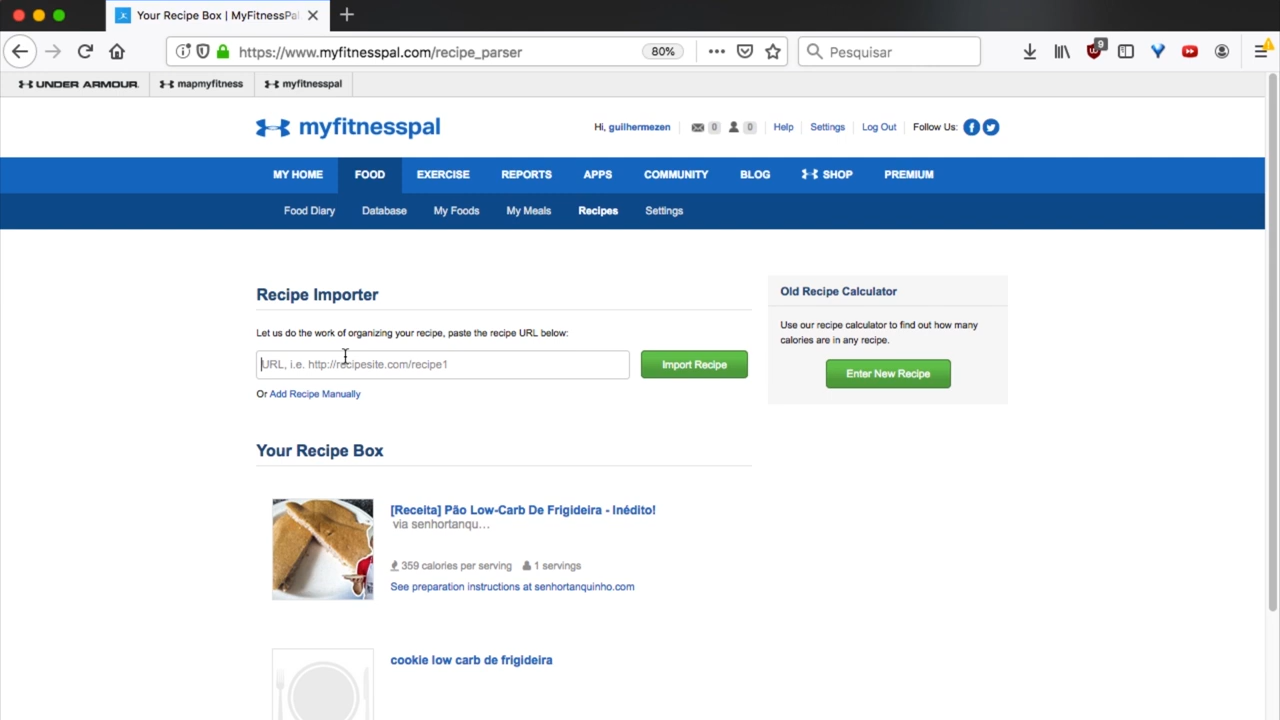 Your Recipe Box | MyFitnessPal
https://www.myfitnesspal.com/recipe_parser
80%
Pesquisar
9
UNDER ARMOUR.
mapmyfitness
myfitnesspal
myfitnesspal
Hi, guilhermezen
0
0
Help
Settings
Log Out
Follow Us:
MY HOME
FOOD
EXERCISE
REPORTS
APPS
COMMUNITY
BLOG
SHOP
PREMIUM
Food Diary
Database
My Foods
My Meals
Recipes
Settings
Recipe Importer
Let us do the work of organizing your recipe, paste the recipe URL below:
URL, i.e. http://recipesite.com/recipe1
Import Recipe
Or Add Recipe Manually
Old Recipe Calculator
Use our recipe calculator to find out how many
calories are in any recipe.
Enter New Recipe
Your Recipe Box
[Receita] Pão Low-Carb De Frigideira - Inédito!
via senhortanqu...
359 calories per serving
1 servings
See preparation instructions at senhortanquinho.com
cookie low carb de frigideira